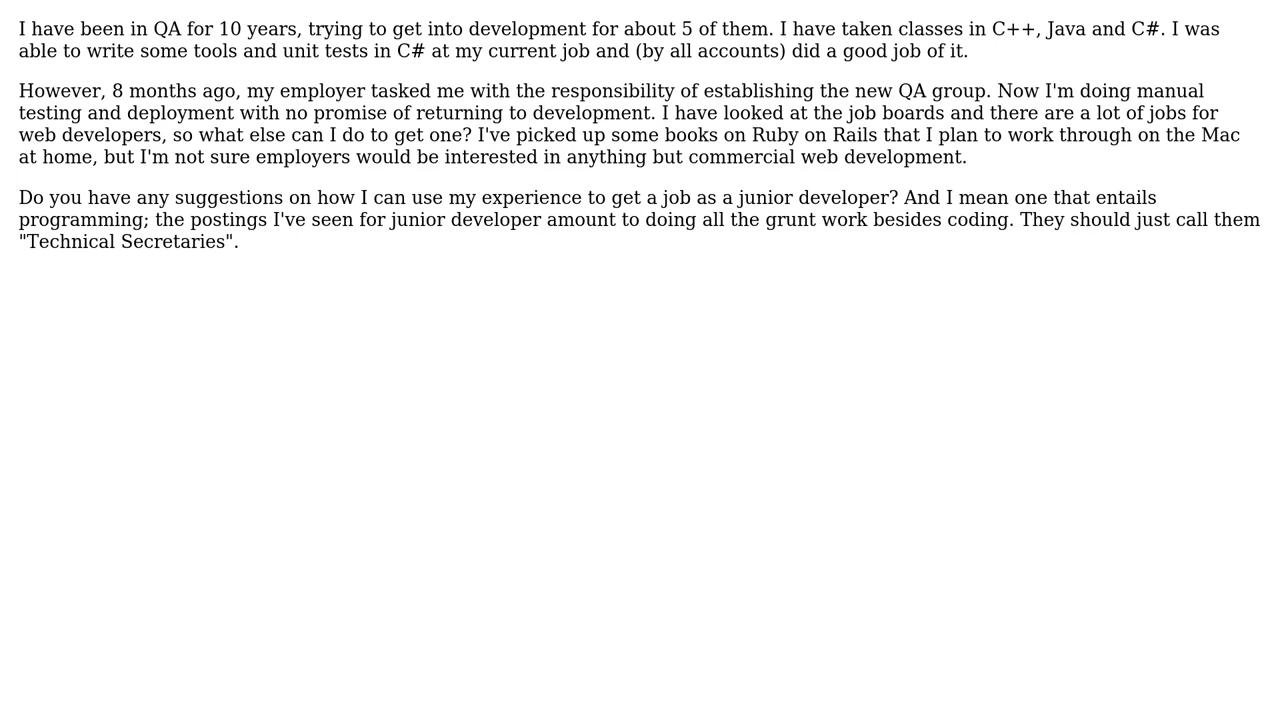 I have been in QA for 10 years, trying to get into development for about 5 of them. I have taken classes in C++, Java and C#. I was
able to write some tools and unit tests in C# at my current job and (by all accounts) did a good job of it.
However, 8 months ago, my employer tasked me with the responsibility of establishing the new QA group. Now I'm doing manual
testing and deployment with no promise of returning to development. I have looked at the job boards and there are a lot of jobs for
web developers, so what else can I do to get one? I've picked up some books on Ruby on Rails that I plan to work through on the Mac
at home, but I'm not sure employers would be interested in anything but commercial web development.
Do you have any suggestions on how I can use my experience to get a job as a junior developer? And I mean one that entails
programming; the postings I've seen for junior developer amount to doing all the grunt work besides coding. They should just call them
"Technical Secretaries".